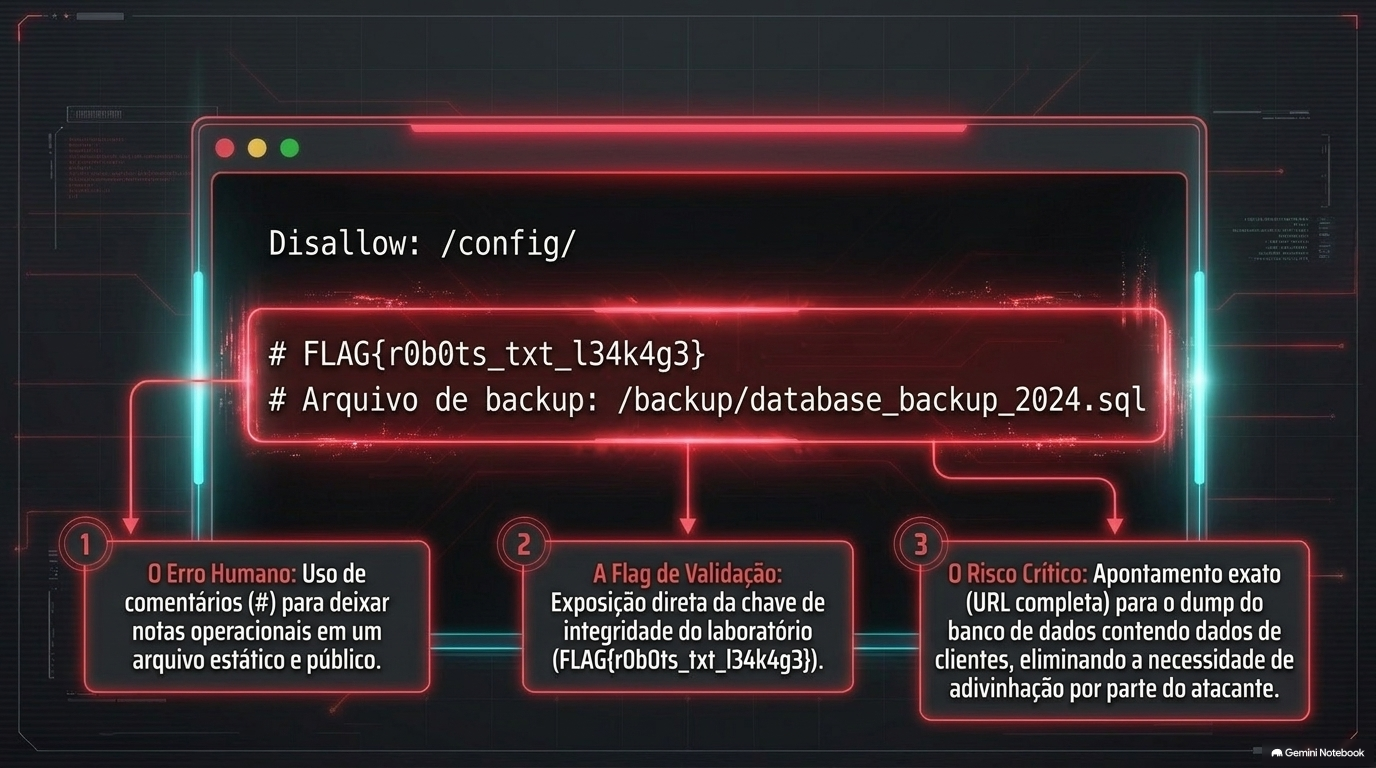 Disallow: /config/
# FLAG{r0b0ts_txt_l34k4g3}
# Arquivo de backup: /backup/database_backup_2024.sql
1
O Erro Humano: Uso de
comentários (#) para deixar
notas operacionais em um
arquivo estático e público.
2
A Flag de Validação:
Exposição direta da chave de
integridade do laboratório
(FLAG{r0b0ts_txt_l34k4g3}).
3
O Risco Crítico: Apontamento exato
(URL completa) para o dump do
banco de dados contendo dados de
clientes, eliminando a necessidade de
adivinhação por parte do atacante.
Gemini Notebook